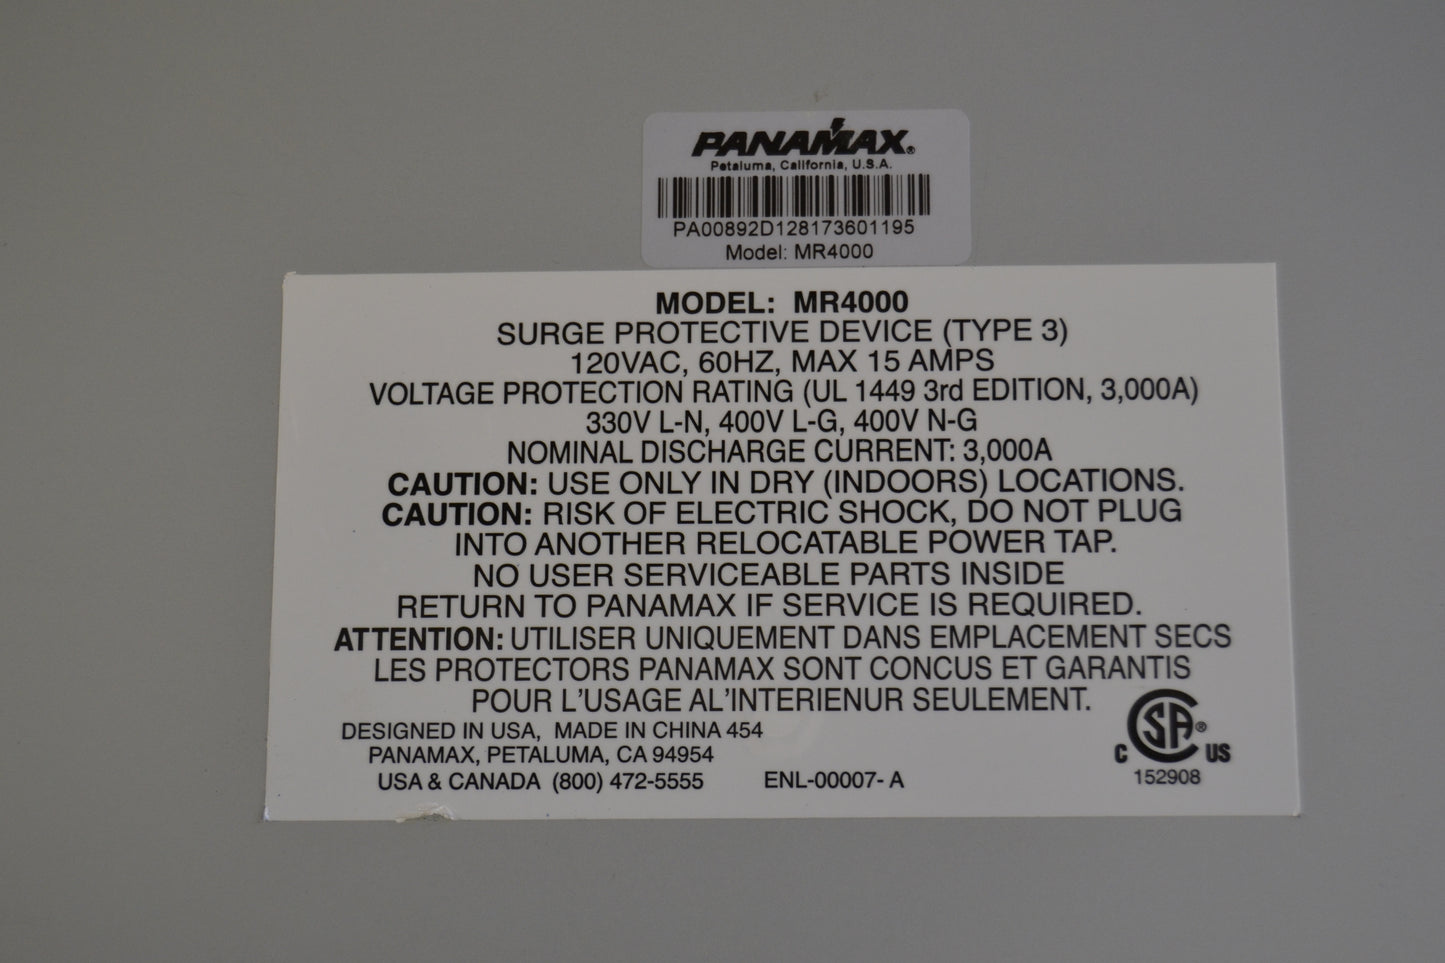 PANAMAX®
Petaluma, California, U.S.A.
PA00892D128173601195
Model: MR4000
MODEL: MR4000
SURGE PROTECTIVE DEVICE (TYPE 3)
120VAC, 60HZ, MAX 15 AMPS
VOLTAGE PROTECTION RATING (UL 1449 3rd EDITION, 3,000A)
330V L-N, 400V L-G, 400V N-G
NOMINAL DISCHARGE CURRENT: 3,000A
CAUTION: USE ONLY IN DRY (INDOORS) LOCATIONS.
CAUTION: RISK OF ELECTRIC SHOCK, DO NOT PLUG
INTO ANOTHER RELOCATABLE POWER TAP.
NO USER SERVICEABLE PARTS INSIDE
RETURN TO PANAMAX IF SERVICE IS REQUIRED.
ATTENTION: UTILISER UNIQUEMENT DANS EMPLACEMENT SECS
LES PROTECTORS PANAMAX SONT CONCUS ET GARANTIS
POUR L'USAGE AL'INTERIENUR SEULEMENT.
DESIGNED IN USA, MADE IN CHINA 454
PANAMAX, PETALUMA, CA 94954
USA & CANADA (800) 472-5555 ENL-00007- A
C SA® US
152908